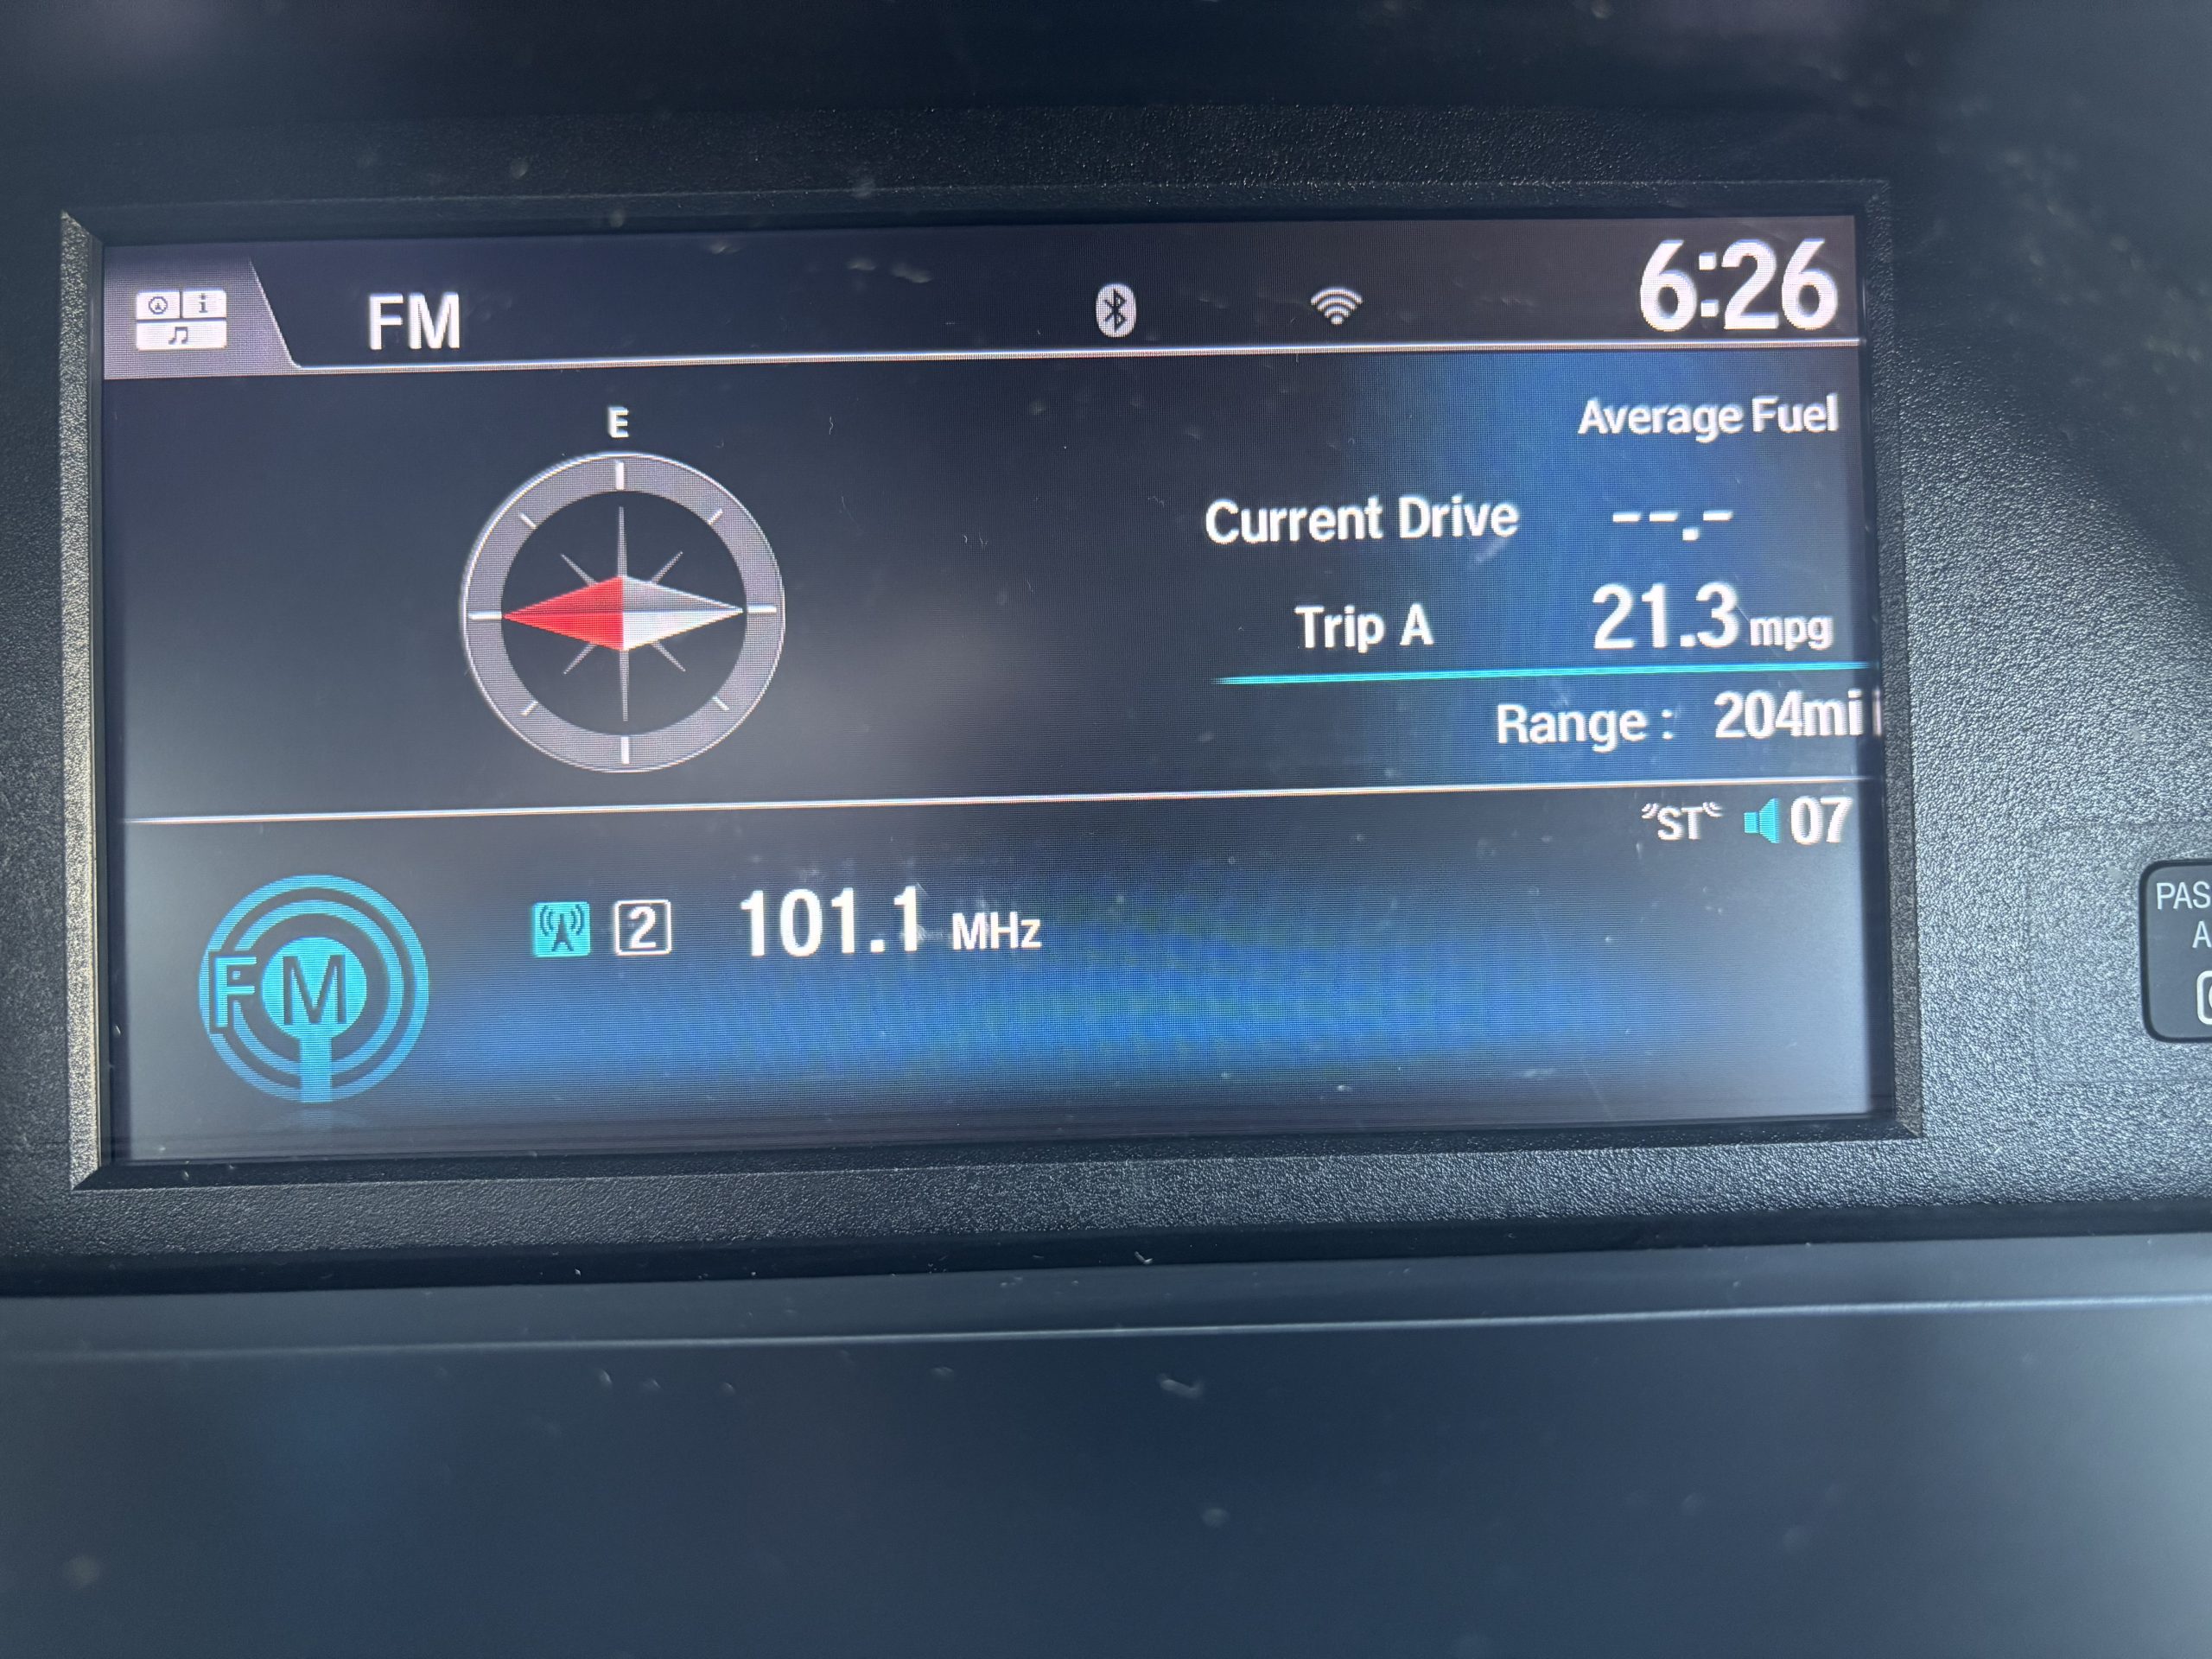 FM 6:26
E
Average Fuel
Current Drive --.-
Trip A 21.3 mpg
Range : 204mi
ST 07
2 101.1 MHz
FM
PAS
A